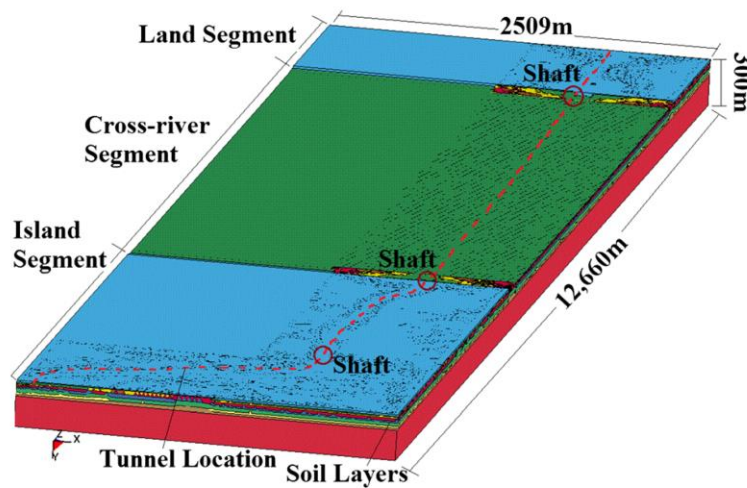 2509m
Land Segment
300m
Shaft
Cross-river
Segment
Island
Segment
Shaft
12,660m
Shaft
Z
X
Y
Tunnel Location
Soil Layers